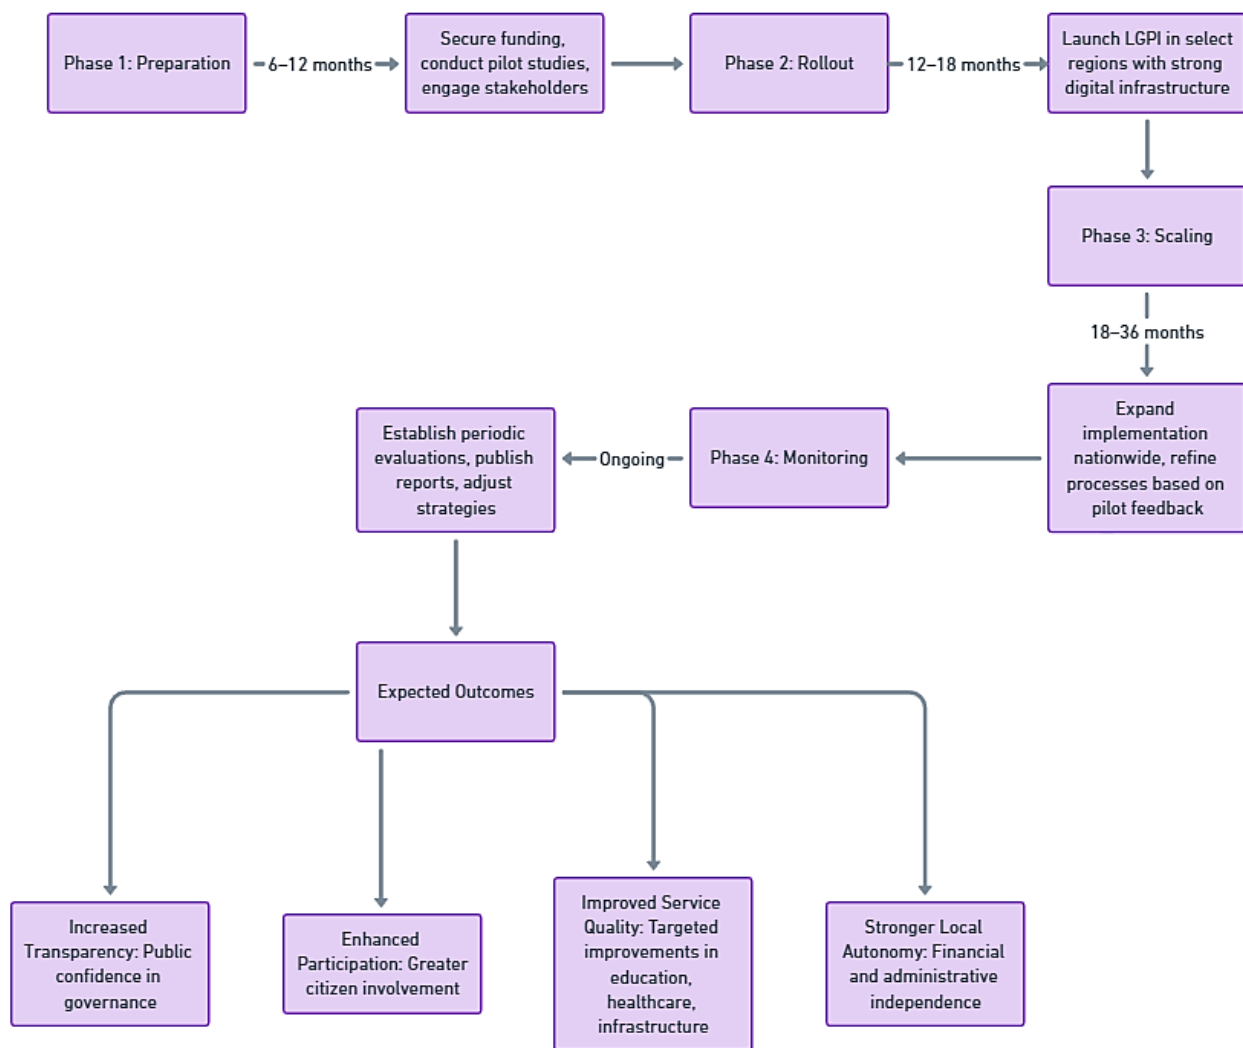 Phase 1: Preparation
6–12 months
Secure funding,
conduct pilot studies,
engage stakeholders
Phase 2: Rollout
12–18 months
Launch LGPI in select
regions with strong
digital infrastructure
Phase 3: Scaling
18–36 months
Expand
implementation
nationwide, refine
processes based on
pilot feedback
Phase 4: Monitoring
Ongoing
Establish periodic
evaluations, publish
reports, adjust
strategies
Expected Outcomes
Increased
Transparency: Public
confidence in
governance
Enhanced
Participation: Greater
citizen involvement
Improved Service
Quality: Targeted
improvements in
education,
healthcare,
infrastructure
Stronger Local
Autonomy: Financial
and administrative
independence